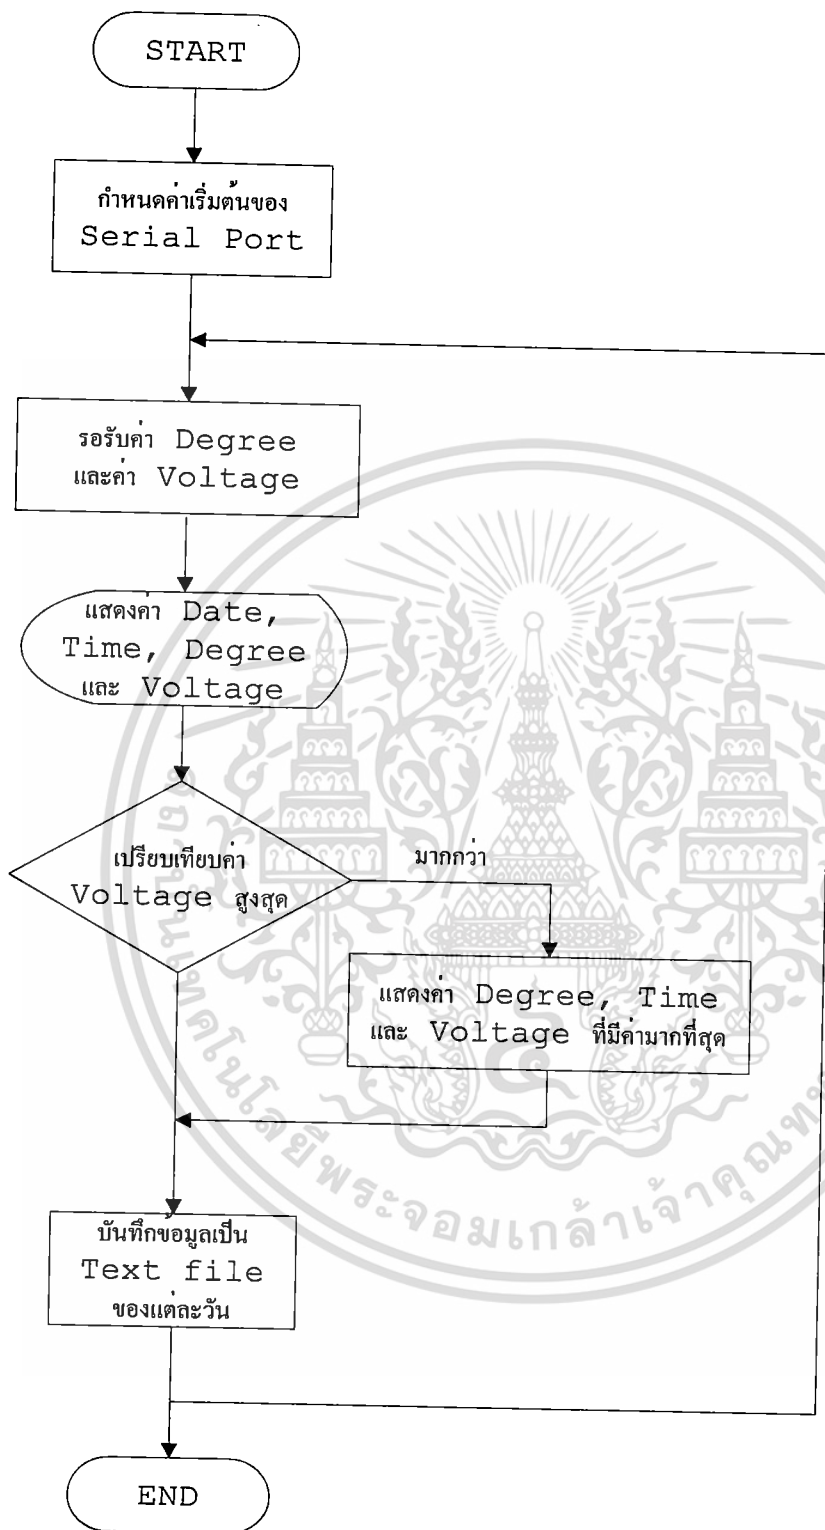 START
กำหนดค่าเริ่มต้นของ
Serial Port
รอรับค่า Degree
และค่า Voltage
แสดงค่า Date,
Time, Degree
และ Voltage
เปรียบเทียบค่า
Voltage สูงสุด
มากกว่า
แสดงค่า Degree, Time
และ Voltage ที่มีค่ามากที่สุด
บันทึกข้อมูลเป็น
Text file
ของแต่ละวัน
END